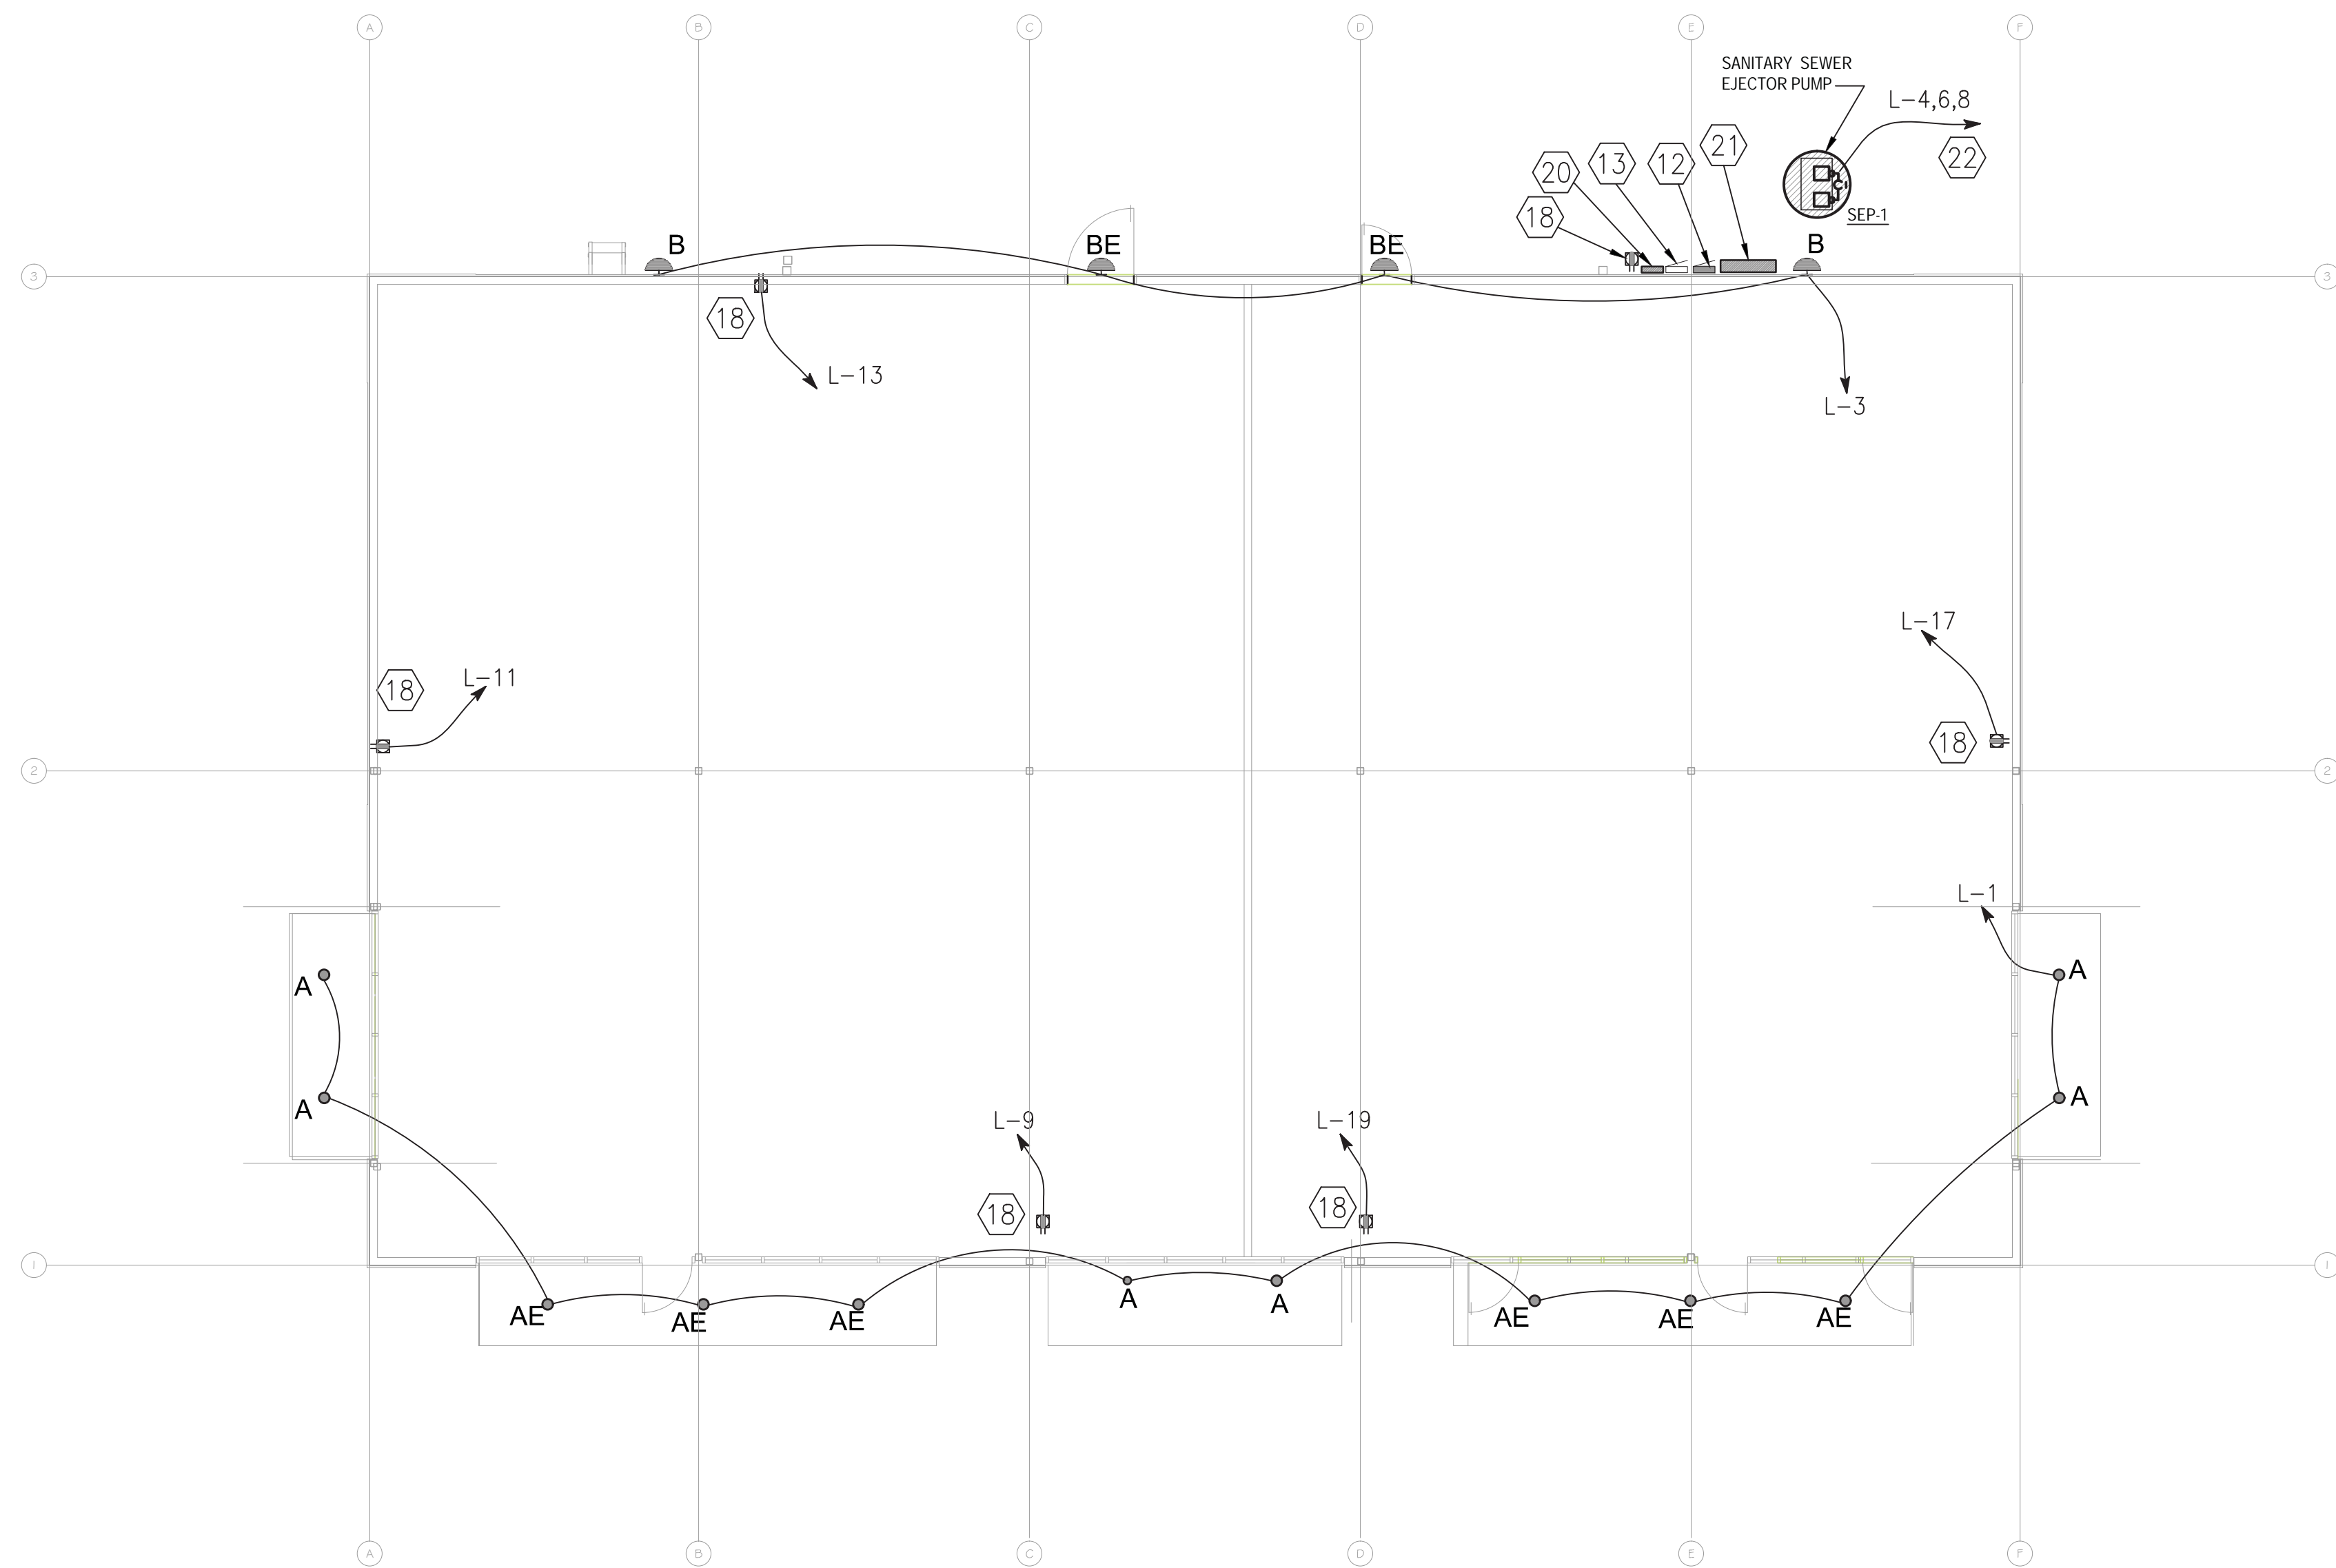 A B C D E F
SANITARY SEWER
EJECTOR PUMP
L-4,6,8
21
20 13 12 22
18
SEP-1
B BE BE B
3 3
18
L-13
L-3
L-17
L-11
18
18
2 2
L-1
A A
A A
L-9 L-19
18 18
1 1
A A
AE AE AE AE AE AE
A B C D E F